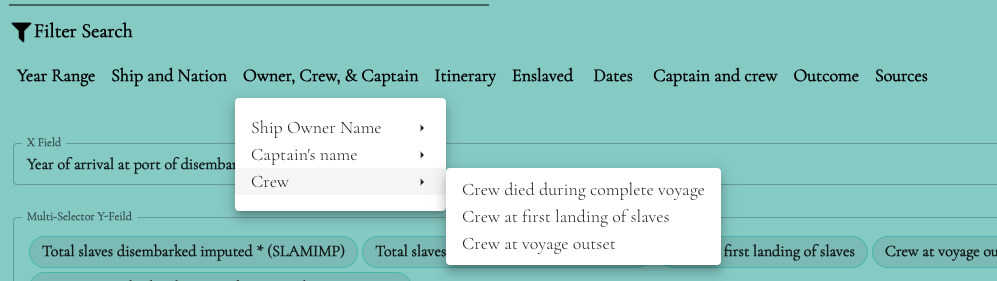 Filter Search
Year Range Ship and Nation Owner, Crew, & Captain Itinerary Enslaved Dates Captain and crew Outcome Sources
Ship Owner Name
Captain's name
Crew
Crew died during complete voyage
Crew at first landing of slaves
Crew at voyage outset
X Field
Year of arrival at port of disembar
Multi-Selector Y-Feild
Total slaves disembarked imputed * (SLAMIMP) Total slaves first landing of slaves Crew at voyage ou